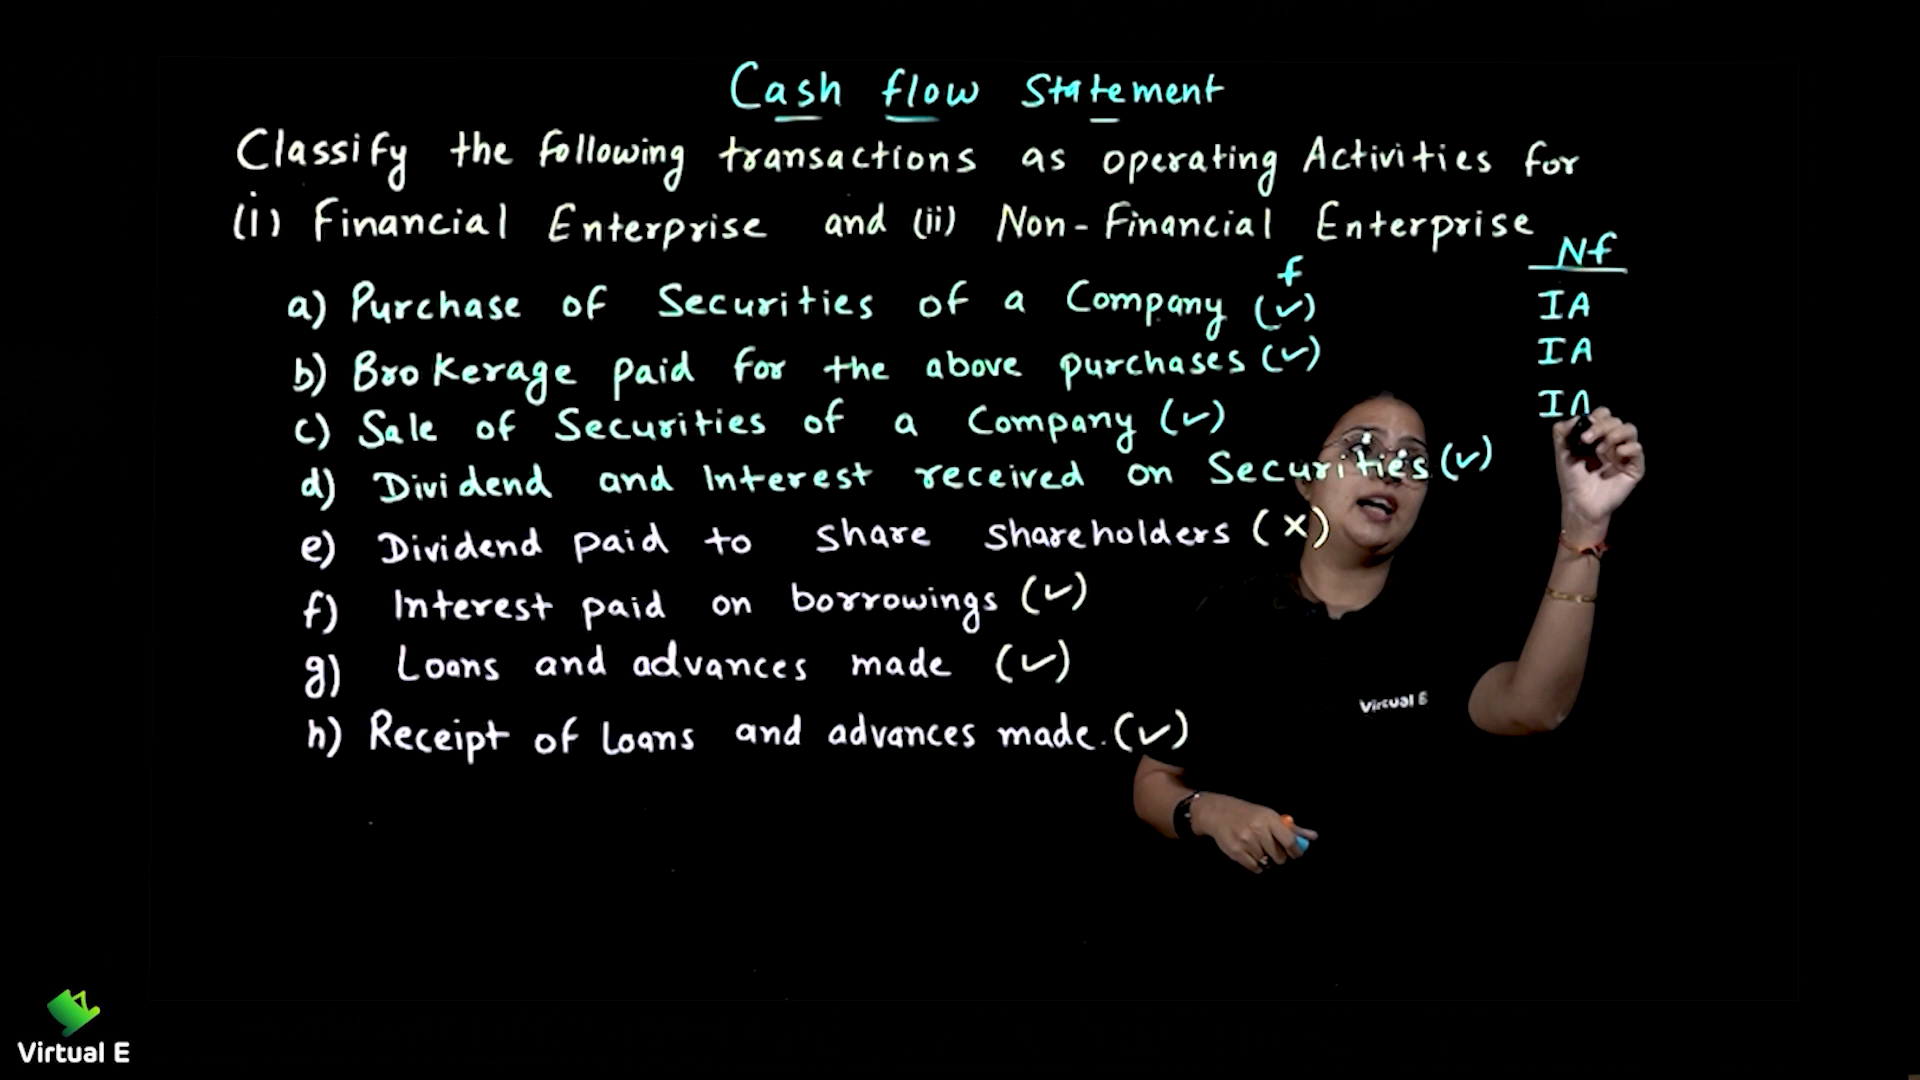 Cash flow Statement
Classify the following transactions as operating Activities for
(i) Financial Enterprise and (ii) Non-Financial Enterprise
f
Nf
a) Purchase of Securities of a Company (✓) IA
b) Brokerage paid for the above purchases (✓) IA
c) Sale of Securities of a Company (✓) IA
d) Dividend and Interest received on Securities (✓)
e) Dividend paid to share shareholders (×)
f) Interest paid on borrowings (✓)
g) Loans and advances made (✓)
h) Receipt of loans and advances made. (✓)
Virtual E
Virtual E